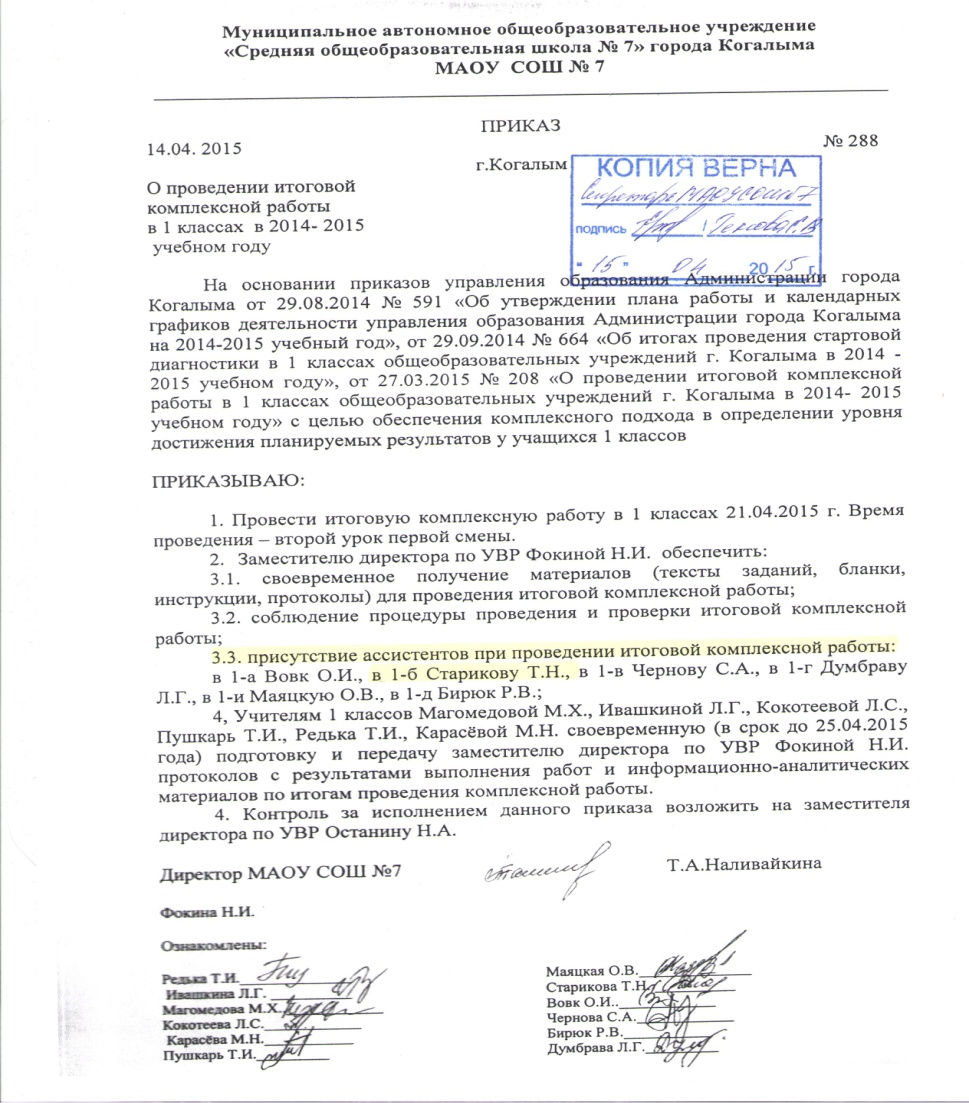 Муниципальное автономное общеобразовательное учреждение
«Средняя общеобразовательная школа № 7» города Когалыма
МАОУ СОШ № 7
ПРИКАЗ
14.04. 2015
№ 288
г.Когалым
КОПИЯ ВЕРНА
ПОДПИСЬ
"15" 04 2015 г.
О проведении итоговой
комплексной работы
в 1 классах в 2014- 2015
учебном году
На основании приказов управления образования Администрации города
Когалыма от 29.08.2014 № 591 «Об утверждении плана работы и календарных
графиков деятельности управления образования Администрации города Когалыма
на 2014-2015 учебный год», от 29.09.2014 № 664 «Об итогах проведения стартовой
диагностики в 1 классах общеобразовательных учреждений г. Когалыма в 2014 -
2015 учебном году», от 27.03.2015 № 208 «О проведении итоговой комплексной
работы в 1 классах общеобразовательных учреждений г. Когалыма в 2014- 2015
учебном году» с целью обеспечения комплексного подхода в определении уровня
достижения планируемых результатов у учащихся 1 классов
ПРИКАЗЫВАЮ:
1. Провести итоговую комплексную работу в 1 классах 21.04.2015 г. Время
проведения – второй урок первой смены.
2. Заместителю директора по УВР Фокиной Н.И. обеспечить:
3.1. своевременное получение материалов (тексты заданий, бланки,
инструкции, протоколы) для проведения итоговой комплексной работы;
3.2. соблюдение процедуры проведения и проверки итоговой комплексной
работы;
3.3. присутствие ассистентов при проведении итоговой комплексной работы:
в 1-а Вовк О.И., в 1-б Старикову Т.Н., в 1-в Чернову С.А., в 1-г Думбраву
Л.Г., в 1-и Маяцкую О.В., в 1-д Бирюк Р.В.;
4, Учителям 1 классов Магомедовой М.Х., Ивашкиной Л.Г., Кокотеевой Л.С.,
Пушкарь Т.И., Редька Т.И., Карасёвой М.Н. своевременную (в срок до 25.04.2015
года) подготовку и передачу заместителю директора по УВР Фокиной Н.И.
протоколов с результатами выполнения работ и информационно-аналитических
материалов по итогам проведения комплексной работы.
4. Контроль за исполнением данного приказа возложить на заместителя
директора по УВР Останину Н.А.
Директор МАОУ СОШ №7
Т.А.Наливайкина
Фокина Н.И.
Ознакомлены:
Редька Т.И.
Ивашкина Л.Г.
Магомедова М.Х.
Кокотеева Л.С.
Карасёва М.Н.
Пушкарь Т.И.
Маяцкая О.В.
Старикова Т.Н.
Вовк О.И.
Чернова С.А.
Бирюк Р.В.
Думбрава Л.Г.